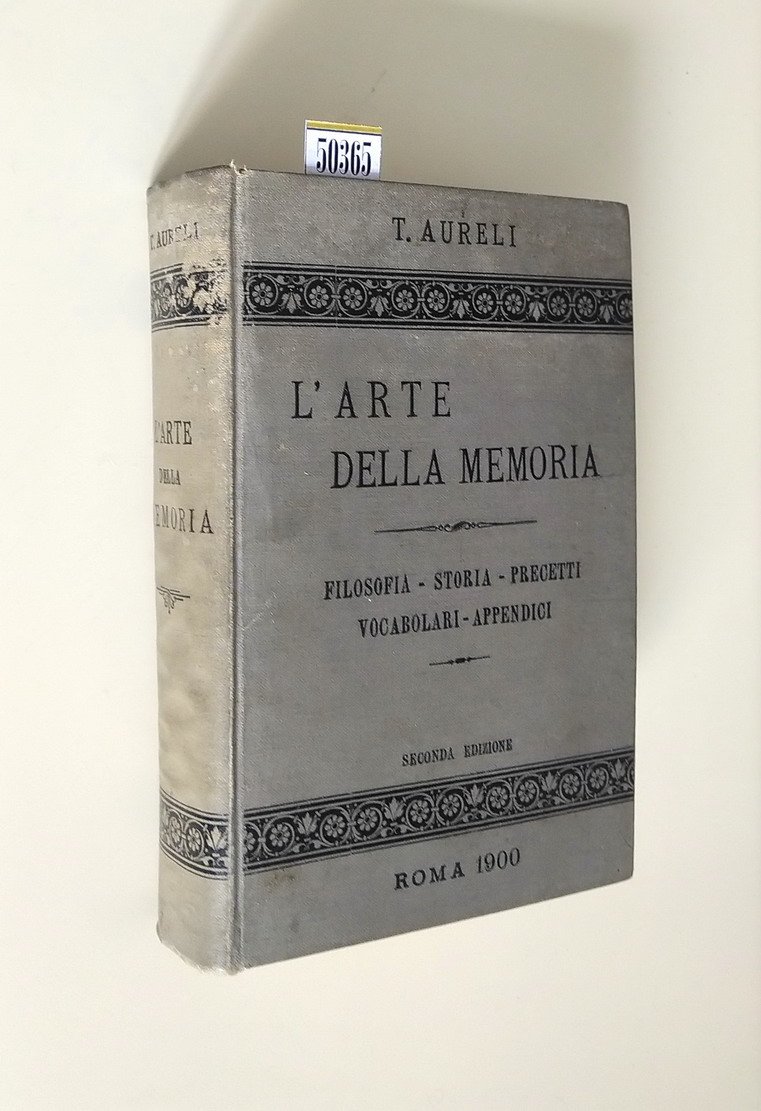 50365
T. AURELI
L'ARTE
DELLA MEMORIA
FILOSOFIA - STORIA - PRECETTI
VOCABOLARI - APPENDICI
SECONDA EDIZIONE
ROMA 1900
T. AURELI
L'ARTE
DELLA
MEMORIA